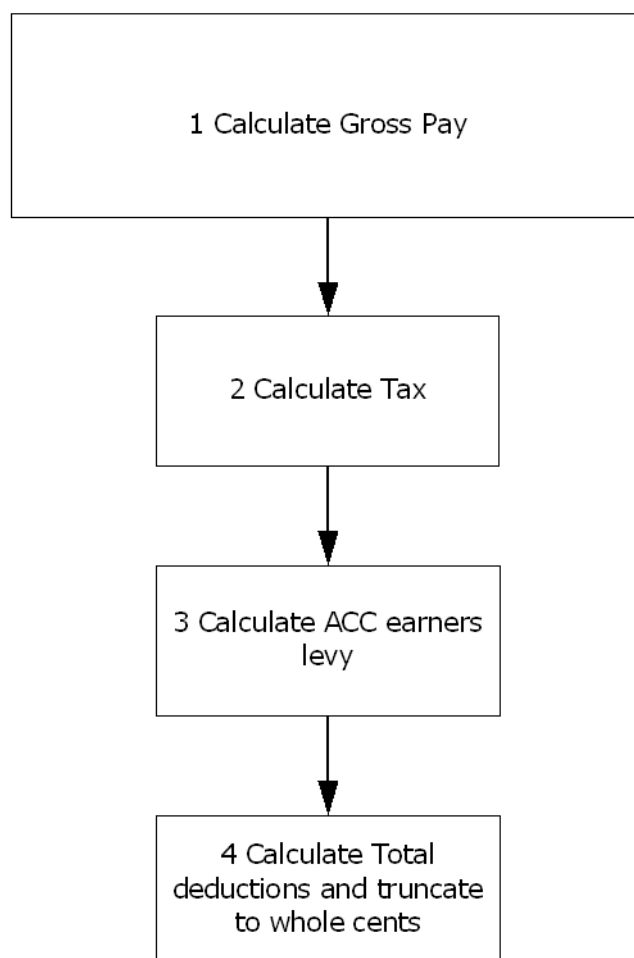 1 Calculate Gross Pay
2 Calculate Tax
3 Calculate ACC earners
levy
4 Calculate Total
deductions and truncate
to whole cents